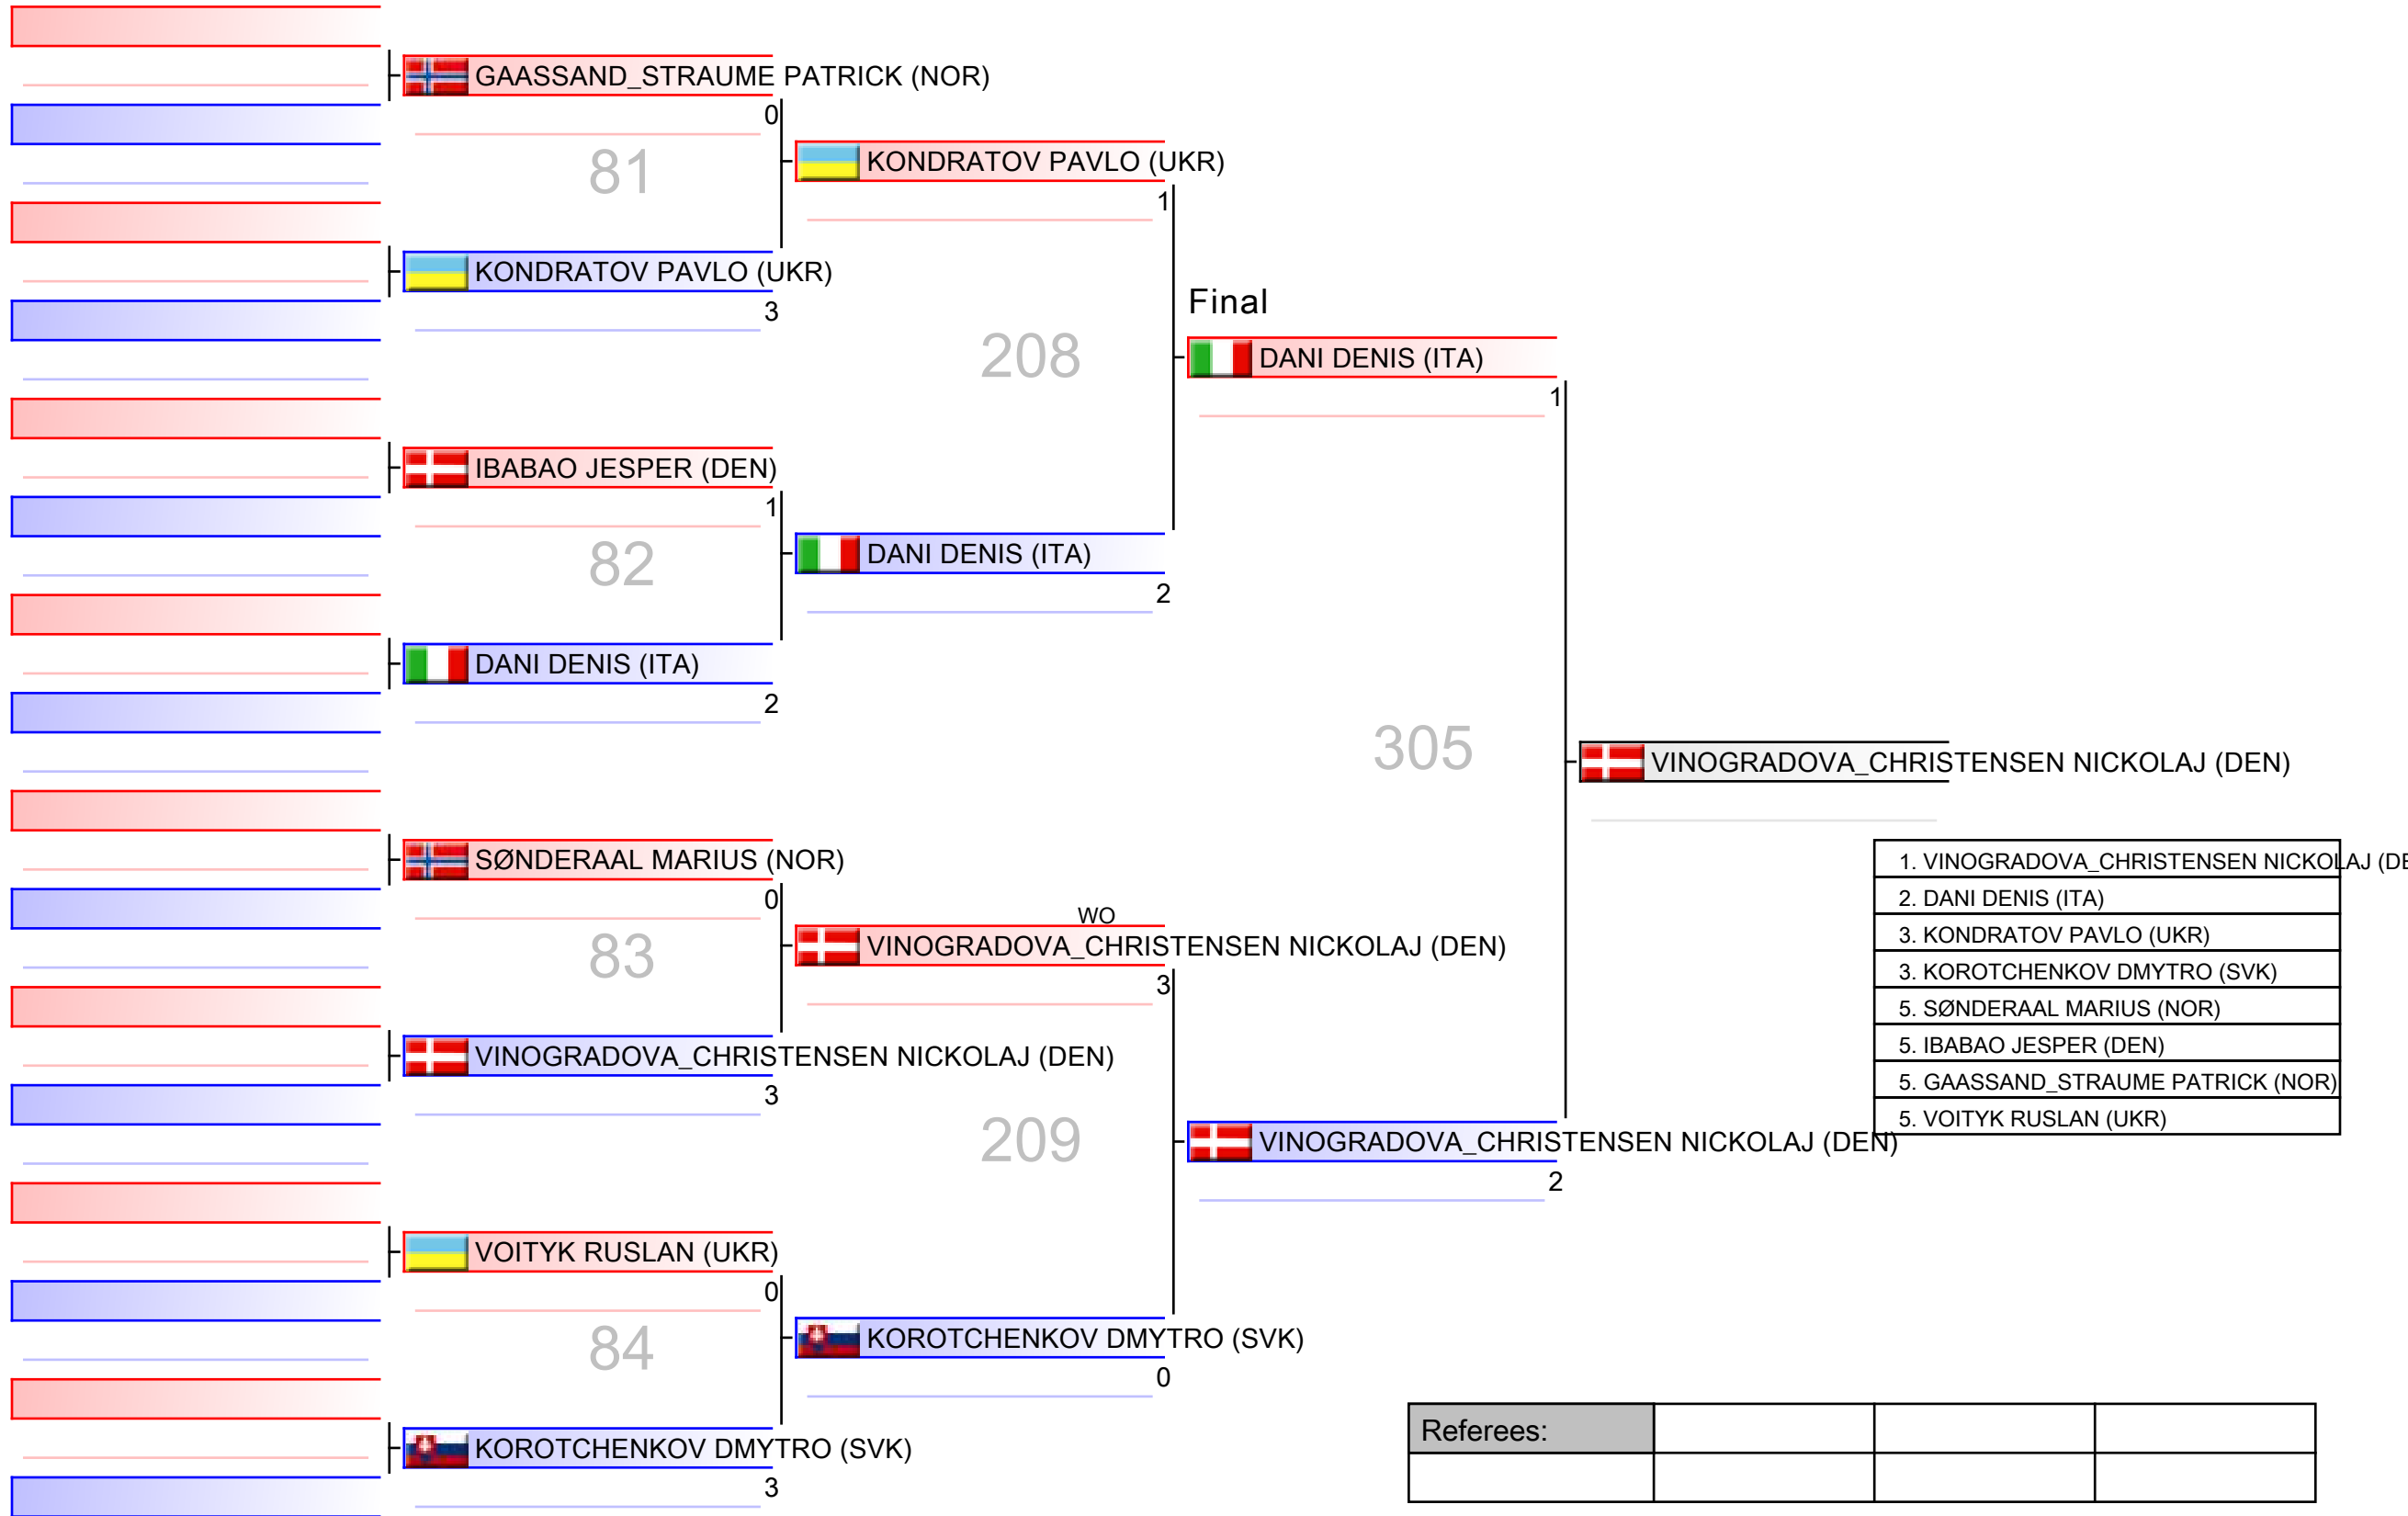 GAASSAND_STRAUME PATRICK (NOR)
0
81
KONDRATOV PAVLO (UKR)
3
IBABAO JESPER (DEN)
1
82
DANI DENIS (ITA)
2
SØNDERAAL MARIUS (NOR)
0
83
VINOGRADOVA_CHRISTENSEN NICKOLAJ (DEN)
3
VOITYK RUSLAN (UKR)
0
84
KOROTCHENKOV DMYTRO (SVK)
3
KONDRATOV PAVLO (UKR)
1
208
DANI DENIS (ITA)
2
WO
VINOGRADOVA_CHRISTENSEN NICKOLAJ (DEN)
3
209
KOROTCHENKOV DMYTRO (SVK)
0
Final
DANI DENIS (ITA)
1
305
VINOGRADOVA_CHRISTENSEN NICKOLAJ (DEN)
2
VINOGRADOVA_CHRISTENSEN NICKOLAJ (DEN)
1. VINOGRADOVA_CHRISTENSEN NICKOLAJ (DE
2. DANI DENIS (ITA)
3. KONDRATOV PAVLO (UKR)
3. KOROTCHENKOV DMYTRO (SVK)
5. SØNDERAAL MARIUS (NOR)
5. IBABAO JESPER (DEN)
5. GAASSAND_STRAUME PATRICK (NOR)
5. VOITYK RUSLAN (UKR)
Referees: